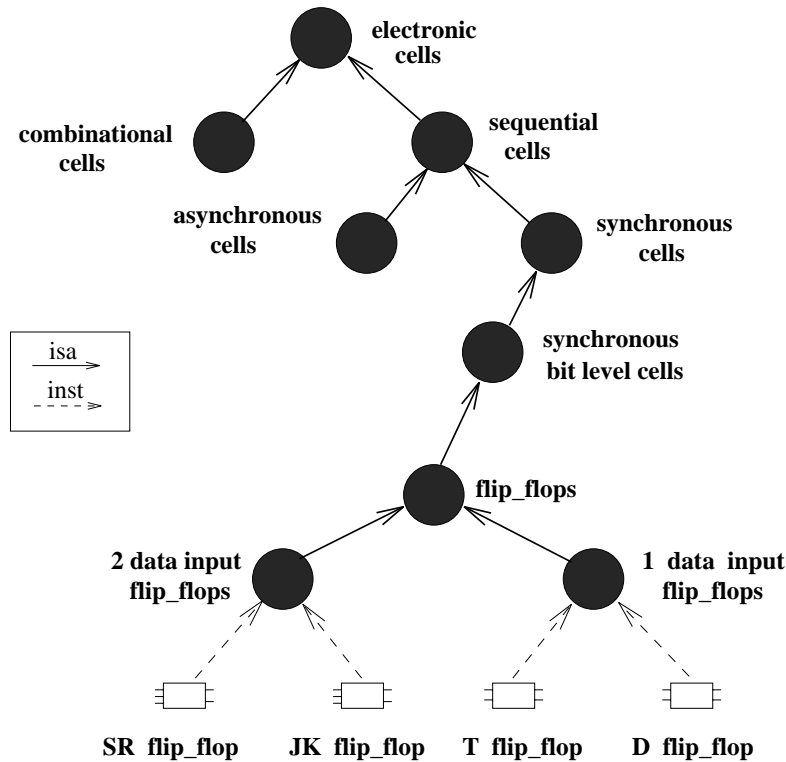 electronic
cells
combinational
cells
sequential
cells
asynchronous
cells
synchronous
cells
isa
inst
synchronous
bit level cells
flip_flops
2 data input
flip_flops
1 data input
flip_flops
SR flip_flop
JK flip_flop
T flip_flop
D flip_flop